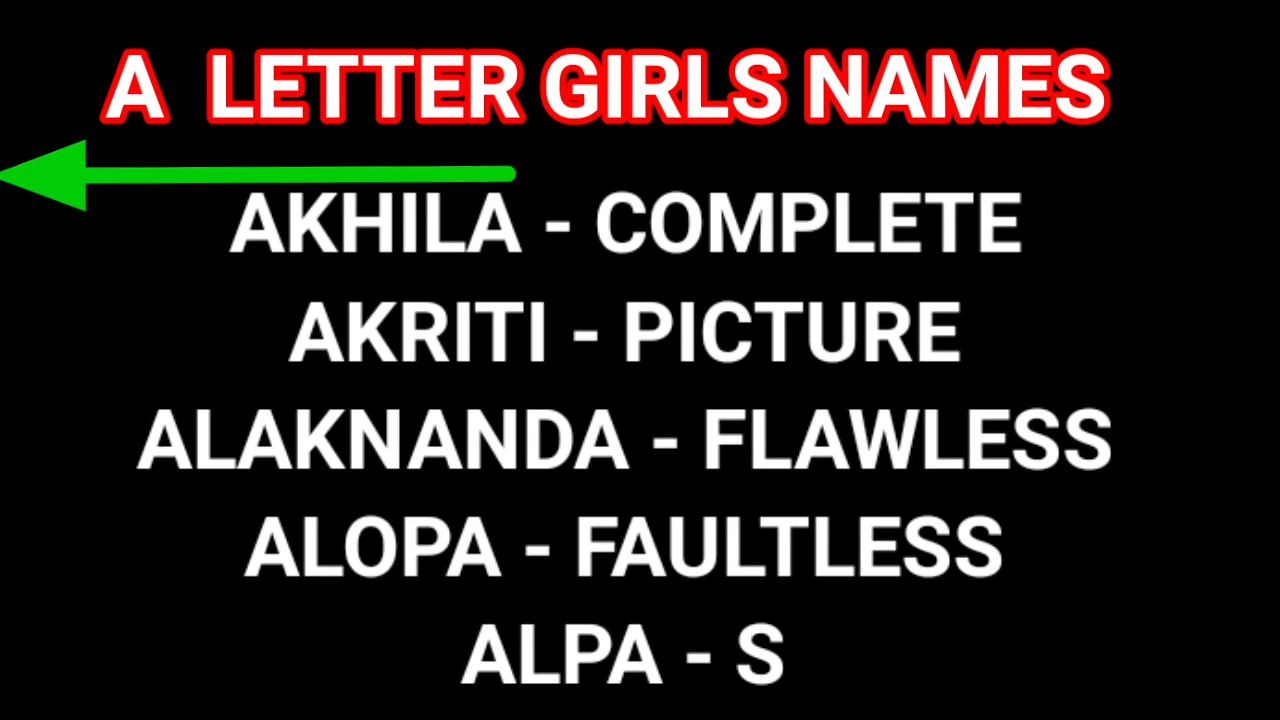 A LETTER GIRLS NAMES
AKHILA - COMPLETE
AKRITI - PICTURE
ALAKNANDA - FLAWLESS
ALOPA - FAULTLESS
ALPA - S